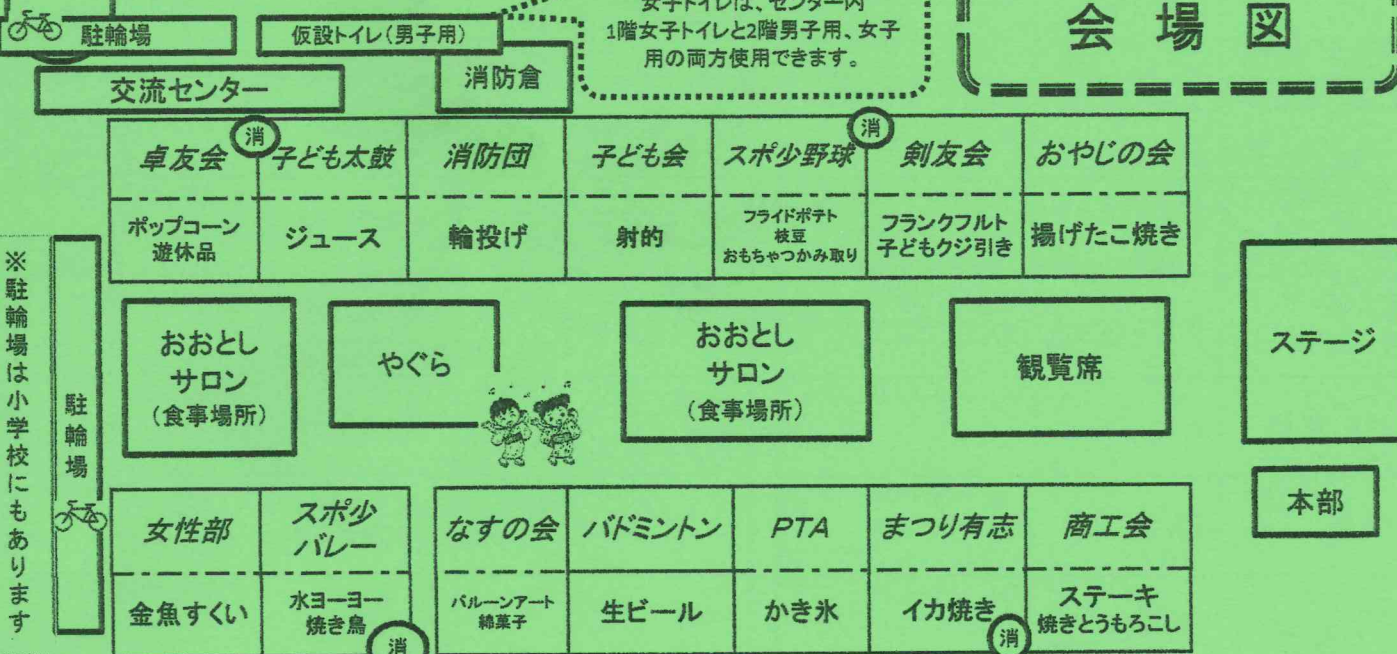 女子トイレは、センター内
1階女子トイレと2階男子用、女子
用の両方使用できます。
会場図
駐輪場
仮設トイレ(男子用)
交流センター
消防倉
消
消
卓友会
子ども太鼓
消防団
子ども会
スポ少野球
剣友会
おやじの会
ポップコーン
遊休品
ジュース
輪投げ
射的
フライドポテト
枝豆
おもちゃつかみ取り
フランクフルト
子どもクジ引き
揚げたこ焼き
※駐輪場は小学校にもあります
駐輪場
おおとし
サロン
(食事場所)
やぐら
おおとし
サロン
(食事場所)
観覧席
ステージ
本部
女性部
スポ少
バレー
なすの会
バドミントン
PTA
まつり有志
商工会
金魚すくい
水ヨーヨー
焼き鳥
バルーンアート
綿菓子
生ビール
かき氷
イカ焼き
ステーキ
焼きとうもろこし
消
消